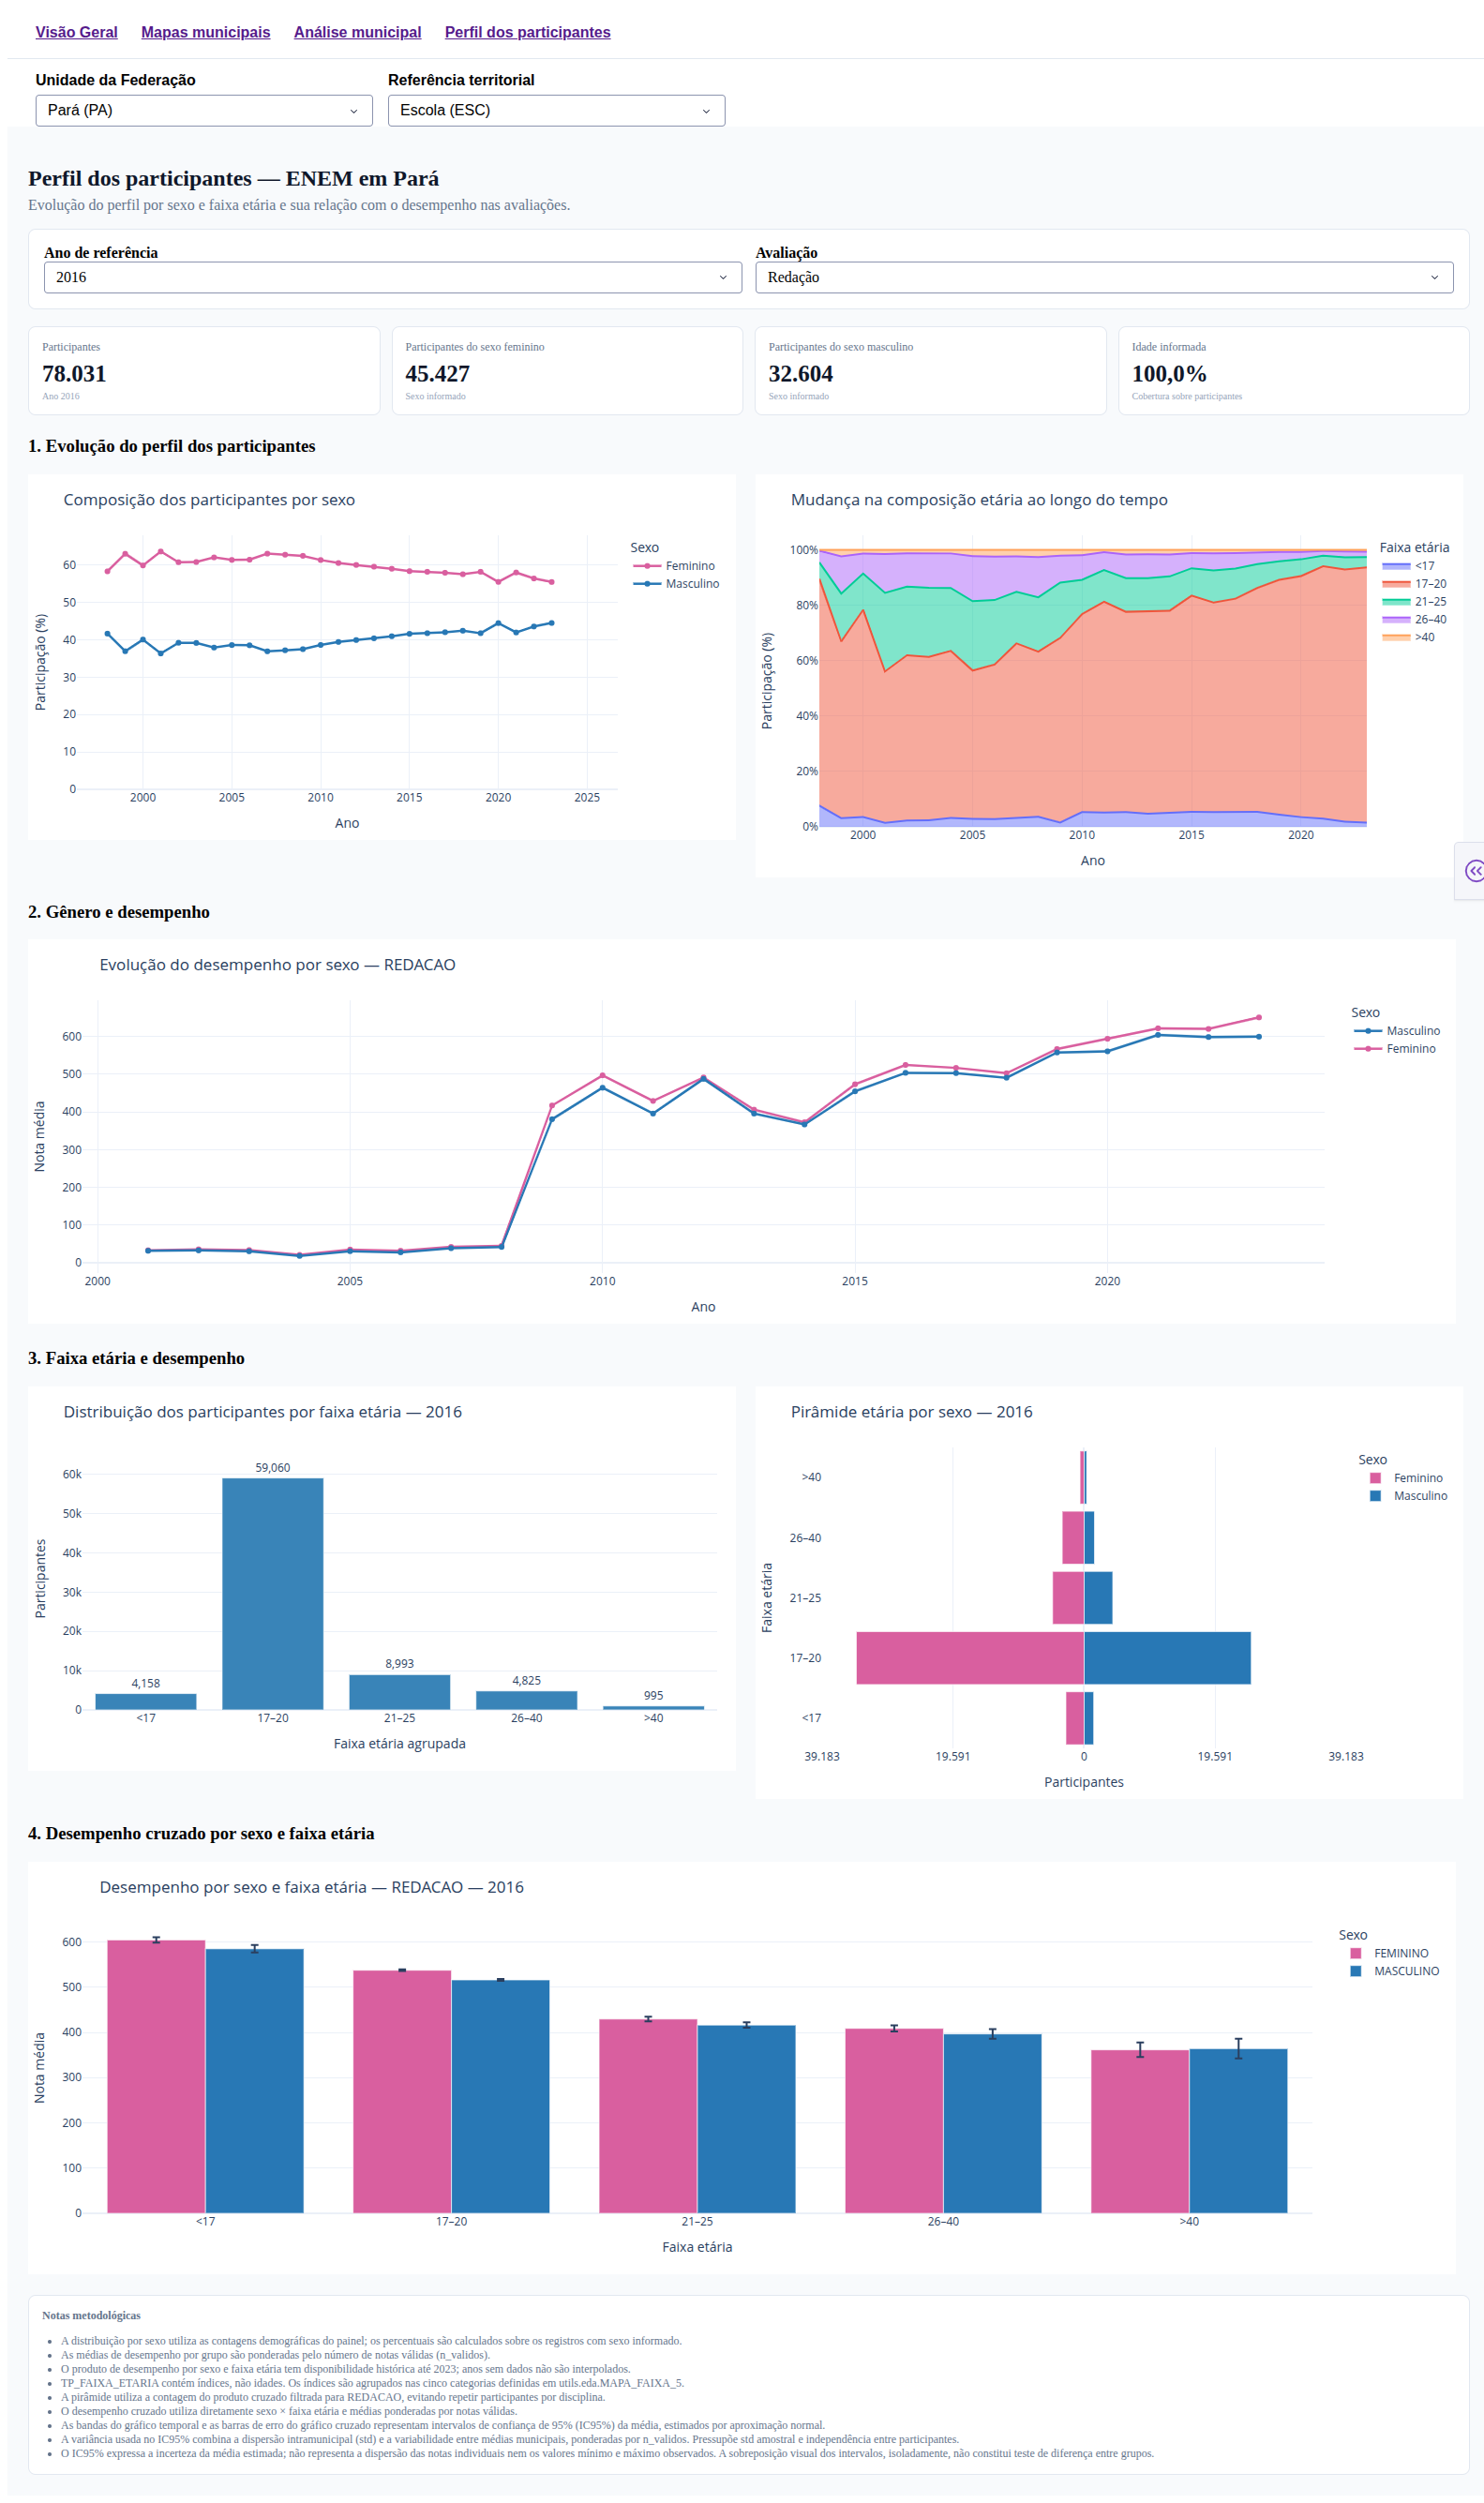 Visão Geral Mapas municipais Análise municipal Perfil dos participantes
Unidade da Federação Referência territorial
Pará (PA) Escola (ESC)
Perfil dos participantes — ENEM em Pará
Evolução do perfil por sexo e faixa etária e sua relação com o desempenho nas avaliações.
Ano de referência Avaliação
2016 Redação
Participantes Participantes do sexo feminino Participantes do sexo masculino Idade informada
78.031 45.427 32.604 100,0%
Ano 2016 Sexo informado Sexo informado Cobertura sobre participantes
1. Evolução do perfil dos participantes
Composição dos participantes por sexo
Sexo
Feminino
Masculino
Participação (%)
60
50
40
30
20
10
0
2000 2005 2010 2015 2020 2025
Ano
Mudança na composição etária ao longo do tempo
Faixa etária
<17
17–20
21–25
26–40
>40
Participação (%)
100%
80%
60%
40%
20%
0%
2000 2005 2010 2015 2020
Ano
2. Gênero e desempenho
Evolução do desempenho por sexo — REDACAO
Sexo
Masculino
Feminino
Nota média
600
500
400
300
200
100
0
2000 2005 2010 2015 2020
Ano
3. Faixa etária e desempenho
Distribuição dos participantes por faixa etária — 2016
Participantes
60k
50k
40k
30k
20k
10k
0
4,158 59,060 8,993 4,825 995
<17 17–20 21–25 26–40 >40
Faixa etária agrupada
Pirâmide etária por sexo — 2016
Sexo
Feminino
Masculino
Faixa etária
>40
26–40
21–25
17–20
<17
39.183 19.591 0 19.591 39.183
Participantes
4. Desempenho cruzado por sexo e faixa etária
Desempenho por sexo e faixa etária — REDACAO — 2016
Sexo
FEMININO
MASCULINO
Nota média
600
500
400
300
200
100
0
<17 17–20 21–25 26–40 >40
Faixa etária
Notas metodológicas
• A distribuição por sexo utiliza as contagens demográficas do painel; os percentuais são calculados sobre os registros com sexo informado.
• As médias de desempenho por grupo são ponderadas pelo número de notas válidas (n_validos).
• O produto de desempenho por sexo e faixa etária tem disponibilidade histórica até 2023; anos sem dados não são interpolados.
• TP_FAIXA_ETARIA contém índices, não idades. Os índices são agrupados nas cinco categorias definidas em utils.eda.MAPA_FAIXA_5.
• A pirâmide utiliza a contagem do produto cruzado filtrada para REDACAO, evitando repetir participantes por disciplina.
• O desempenho cruzado utiliza diretamente sexo × faixa etária e médias ponderadas por notas válidas.
• As bandas do gráfico temporal e as barras de erro do gráfico cruzado representam intervalos de confiança de 95% (IC95%) da média, estimados por aproximação normal.
• A variância usada no IC95% combina a dispersão intramunicipal (std) e a variabilidade entre médias municipais, ponderadas por n_validos. Pressupõe std amostral e independência entre participantes.
• O IC95% expressa a incerteza da média estimada; não representa a dispersão das notas individuais nem os valores mínimo e máximo observados. A sobreposição visual dos intervalos, isoladamente, não constitui teste de diferença entre grupos.